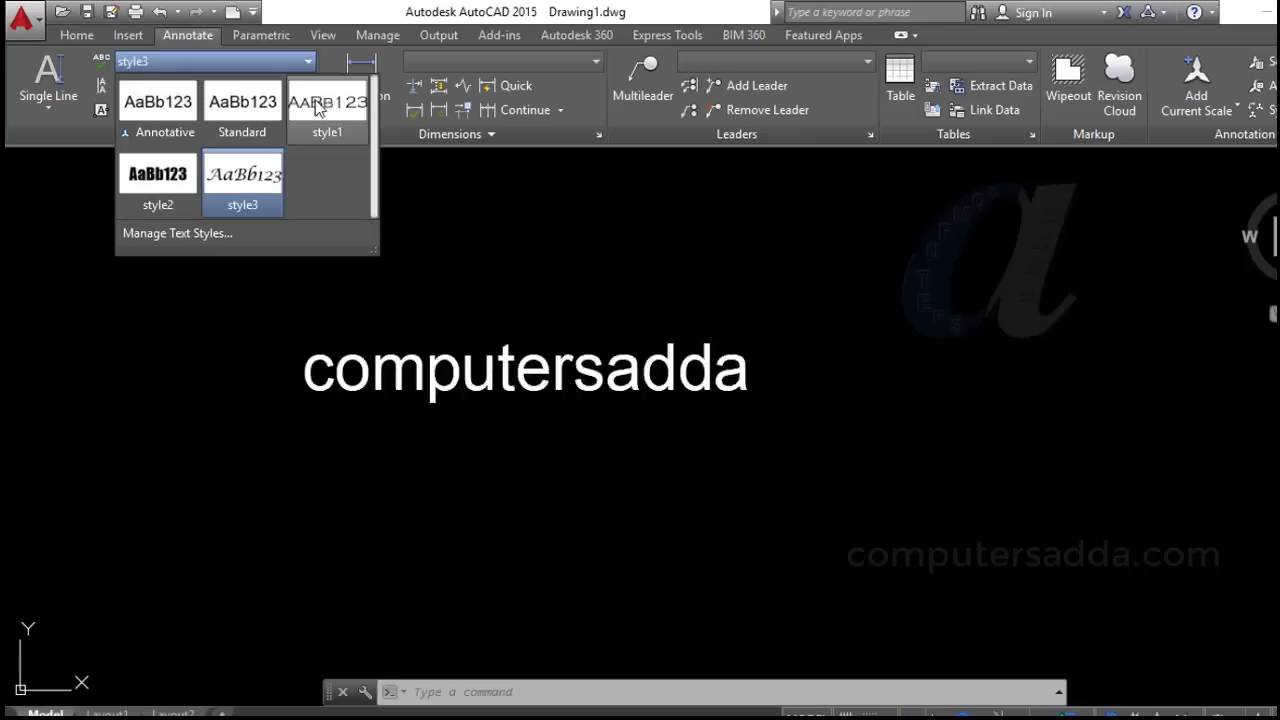 Autodesk AutoCAD 2015 Drawing1.dwg
Type a keyword or phrase
Sign In
Home Insert Annotate Parametric View Manage Output Add-ins Autodesk 360 Express Tools BIM 360 Featured Apps
style3
Single Line
ABC
AaBb123 AaBb123 AaBb123
Annotative Standard style1
AaBb123 AaBb123
style2 style3
Manage Text Styles...
Quick
Continue
Dimensions
Multileader
Add Leader
Remove Leader
Leaders
Table
Extract Data
Link Data
Tables
Wipeout
Revision
Cloud
Markup
Add
Current Scale
Annotation
W
computersadda
computersadda.com
Y
X
Type a command
Model Layout1 Layout2